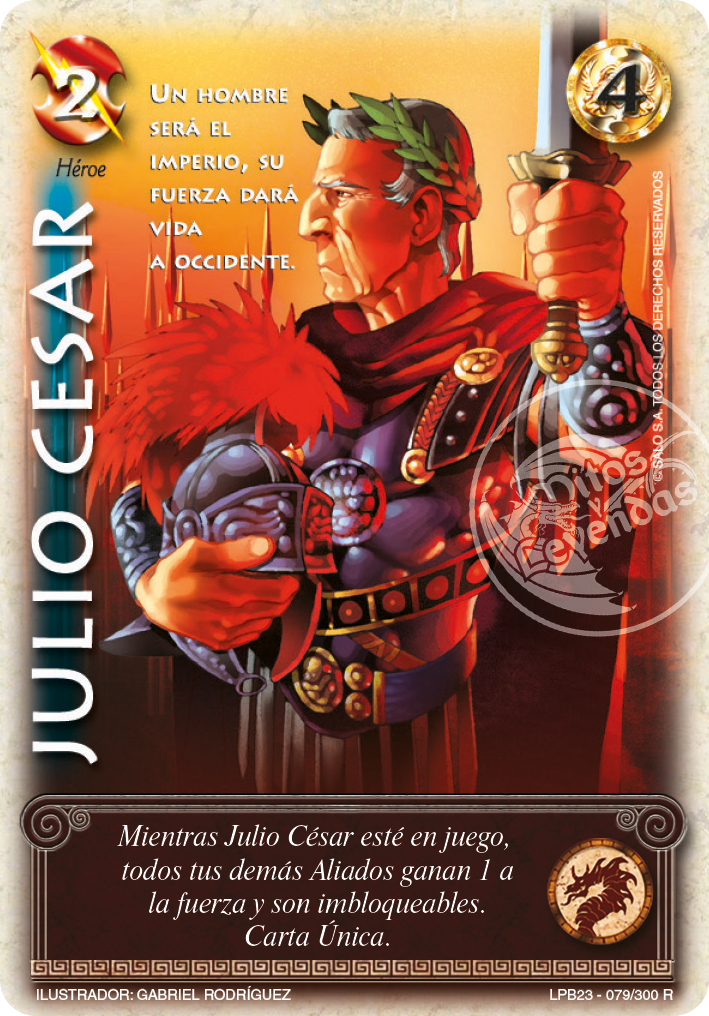 2
4
Héroe
UN HOMBRE
SERÁ EL
IMPERIO, SU
FUERZA DARÁ
VIDA
A OCCIDENTE.
JULIO CESAR
© SALO S.A. TODOS LOS DERECHOS RESERVADOS
Mitos
y
Leyendas
Mientras Julio César esté en juego,
todos tus demás Aliados ganan 1 a
la fuerza y son imbloqueables.
Carta Única.
ILUSTRADOR: GABRIEL RODRÍGUEZ
LPB23 - 079/300 R